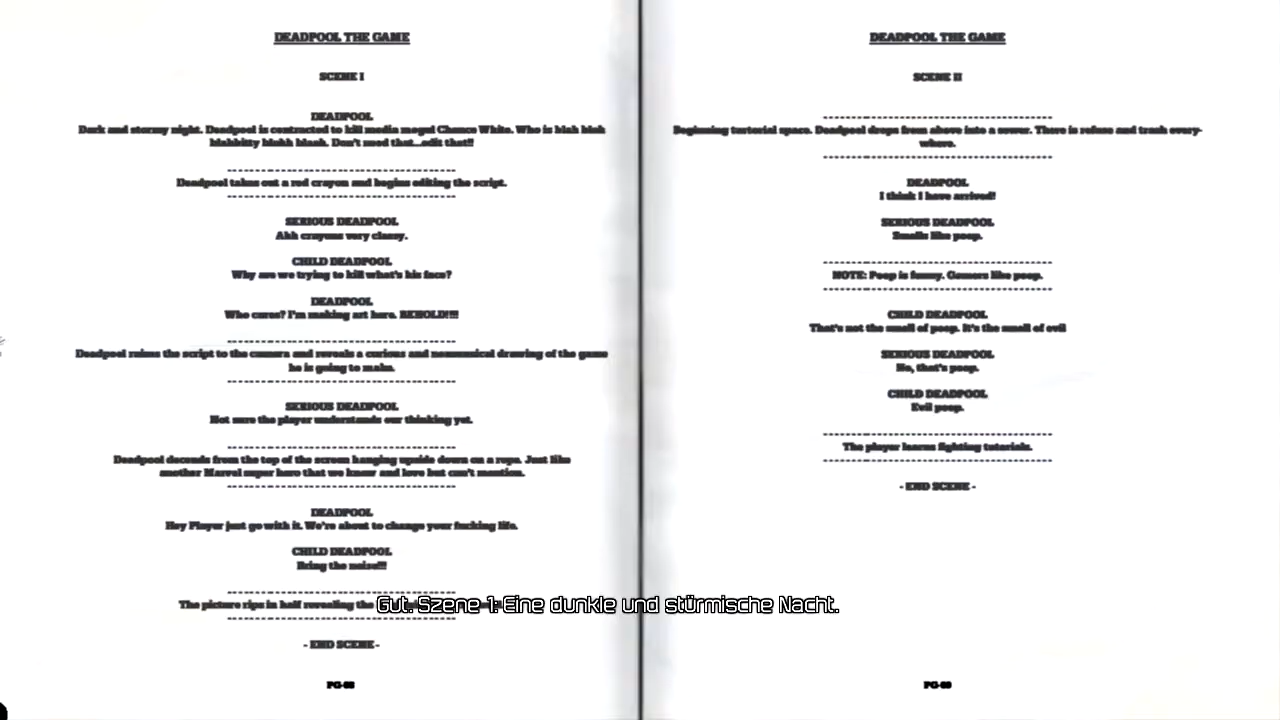 DEADPOOL THE GAME
SCENE I
DEADPOOL
Dark and stormy night. Deadpool is contracted to kill media mogul Chance White. Who is blah blah
blahbbity blahh blaah. Don't need that...edit that!!
Deadpool takes out a red crayon and begins editing the script.
SERIOUS DEADPOOL
Ahh crayons very classy.
CHILD DEADPOOL
Why are we trying to kill what's his face?
DEADPOOL
Who cares? I'm making art here. BEHOLD!!!!
Deadpool raises the script to the camera and reveals a curious and nonsensical drawing of the game
he is going to make.
SERIOUS DEADPOOL
Not sure the player understands our thinking yet.
Deadpool decends from the top of the screen hanging upside down on a rope. Just like
another Marvel super hero that we know and love but can't mention.
DEADPOOL
Hey Player just go with it. We're about to change your fucking life.
CHILD DEADPOOL
Bring the noise!!!
The picture rips in half revealing the
Gut. Szene 1: Eine dunkle und stürmische Nacht.
- END SCENE -
PG-68
DEADPOOL THE GAME
SCENE II
Beginning tutorial space. Deadpool drops from above into a sewer. There is refuse and trash every-
where.
DEADPOOL
I think I have arrived!
SERIOUS DEADPOOL
Smells like poop.
NOTE: Poop is funny. Gamers like poop.
CHILD DEADPOOL
That's not the smell of poop. It's the smell of evil
SERIOUS DEADPOOL
No, that's poop.
CHILD DEADPOOL
Evil poop.
The player learns fighting tutorials.
- END SCENE -
PG-69